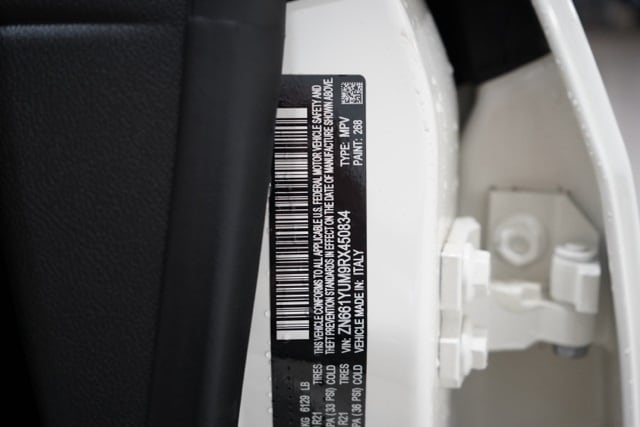 THIS VEHICLE CONFORMS TO ALL APPLICABLE U.S. FEDERAL MOTOR VEHICLE SAFETY AND
THEFT PREVENTION STANDARDS IN EFFECT ON THE DATE OF MANUFACTURE SHOWN ABOVE.
VIN: ZN661YUM9RX450834 TYPE: MPV
VEHICLE MADE IN: ITALY PAINT: 268
KG 6129 LB
R21 TIRES
PA (33 PSI) COLD
R21 TIRES
PA (36 PSI) COLD